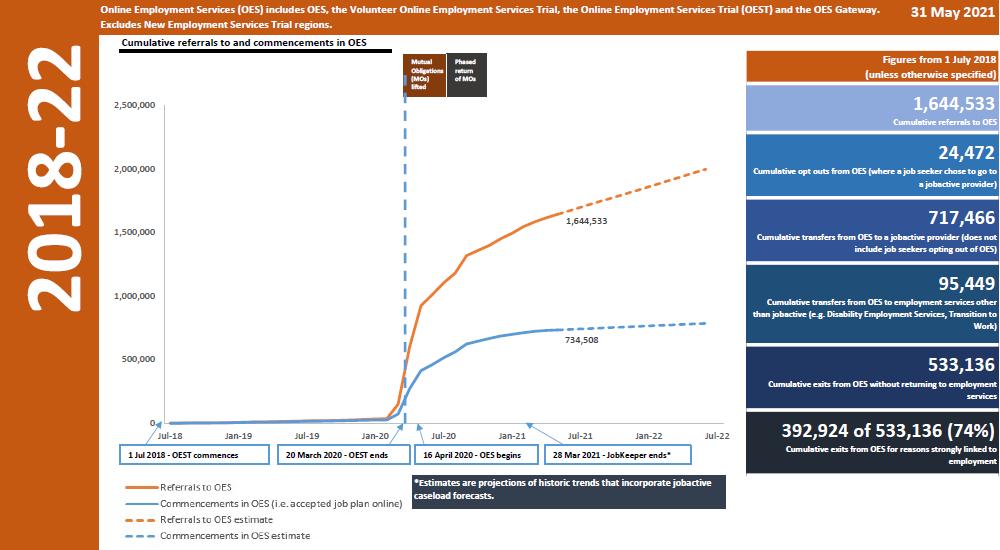 Online Employment Services (OES) includes OES, the Volunteer Online Employment Services Trial, the Online Employment Services Trial (OEST) and the OES Gateway.
Excludes New Employment Services Trial regions.
31 May 2021
2018-22
Cumulative referrals to and commencements in OES
Mutual
Obligations
(MOs)
lifted
Phased
return
of MOs
2,500,000
2,000,000
1,500,000
1,000,000
500,000
0
1,644,533
734,508
Jul-18
Jan-19
Jul-19
Jan-20
Jul-20
Jan-21
Jul-21
Jan-22
Jul-22
1 Jul 2018 - OEST commences
20 March 2020 - OEST ends
16 April 2020 - OES begins
28 Mar 2021 - JobKeeper ends*
*Estimates are projections of historic trends that incorporate jobactive
caseload forecasts.
Referrals to OES
Commencements in OES (i.e. accepted job plan online)
Referrals to OES estimate
Commencements in OES estimate
Figures from 1 July 2018
(unless otherwise specified)
1,644,533
Cumulative referrals to OES
24,472
Cumulative opt outs from OES (where a job seeker chose to go to
a jobactive provider)
717,466
Cumulative transfers from OES to a jobactive provider (does not
include job seekers opting out of OES)
95,449
Cumulative transfers from OES to employment services other
than jobactive (e.g. Disability Employment Services, Transition to
Work)
533,136
Cumulative exits from OES without returning to employment
services
392,924 of 533,136 (74%)
Cumulative exits from OES for reasons strongly linked to
employment